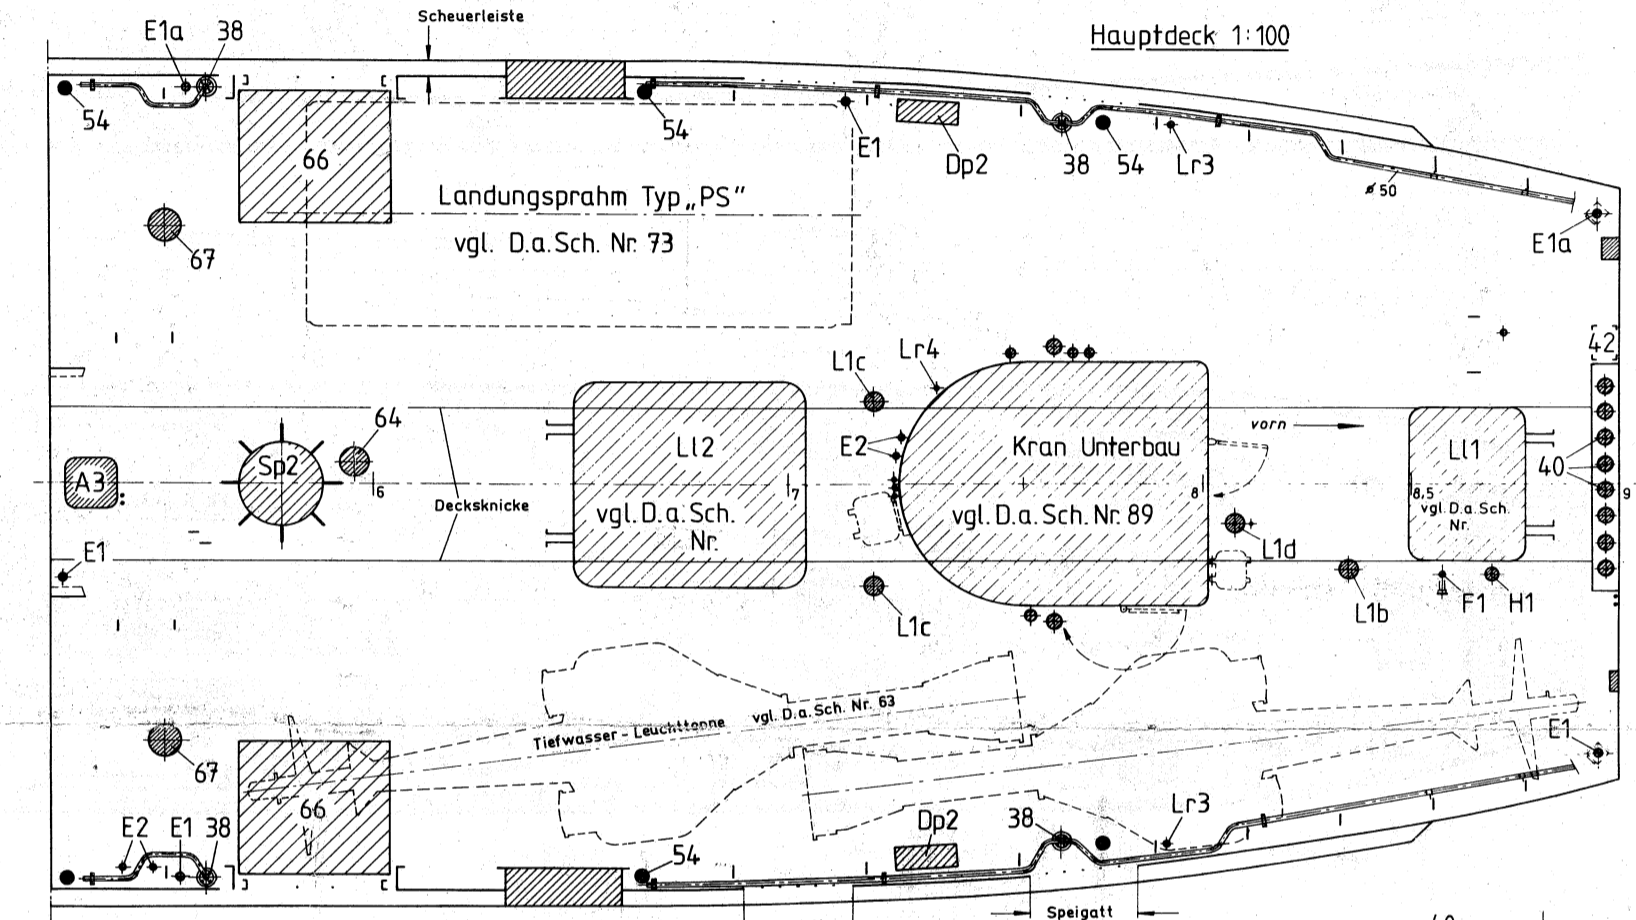 Scheuerleiste
Hauptdeck 1:100
E1a
38
54
66
54
E1
Dp2
38
54
Lr3
ø 50
E1a
Landungsprahm Typ „PS"
vgl. D.a.Sch. Nr. 73
67
42
L1c
Lr4
64
E2
Kran Unterbau
vorn
Ll1
40
A3
Sp2
6
Ll2
7
8
8,5
9
Decksknicke
vgl. D.a. Sch.
Nr.
vgl. D.a. Sch. Nr. 89
vgl. D.a. Sch.
Nr.
E1
L1d
L1c
L1b
F1
H1
Tiefwasser - Leuchttonne vgl. D.a. Sch. Nr. 63
E1
67
66
E2
E1
38
54
Dp2
38
Lr3
Speigatt